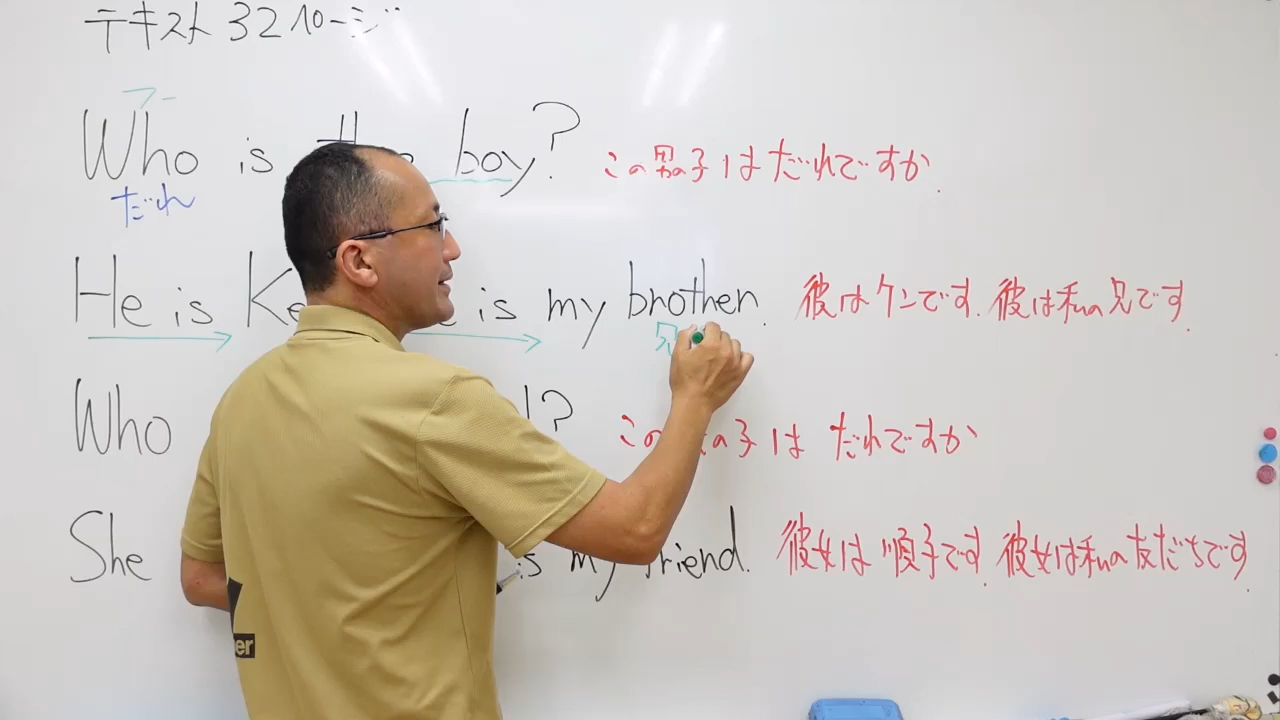 テキスト 32ページ
フー
Who is boy? この男の子はだれですか.
だれ
He is is my brother. 彼はケンです. 彼は私の兄です.
兄
Who この の子は だれですか
She is my friend. 彼女は 順子です. 彼女は私の友だちです.